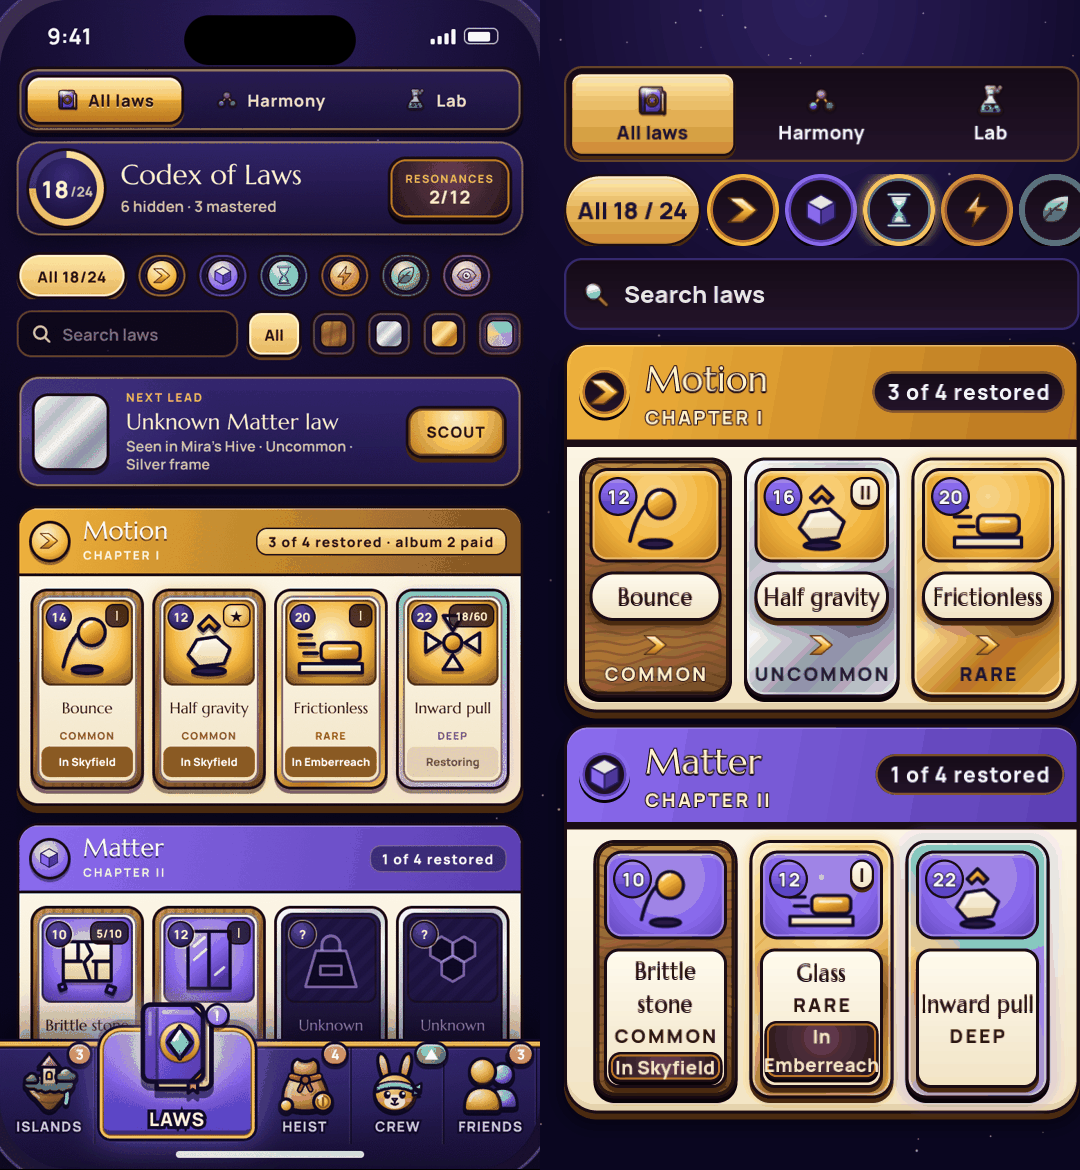 9:41
All laws
Harmony
Lab
18/24
Codex of Laws
6 hidden · 3 mastered
RESONANCES
2/12
All 18/24
Search laws
All
NEXT LEAD
Unknown Matter law
Seen in Mira's Hive · Uncommon ·
Silver frame
SCOUT
Motion
CHAPTER I
3 of 4 restored · album 2 paid
14
I
12
★
20
I
22
18/60
Bounce
Half gravity
Frictionless
Inward pull
COMMON
COMMON
RARE
DEEP
In Skyfield
In Skyfield
In Emberreach
Restoring
Matter
CHAPTER II
1 of 4 restored
10
5/10
12
I
?
?
Brittle stone
Unknown
Unknown
3
1
4
3
ISLANDS
LAWS
HEIST
CREW
FRIENDS
All laws
Harmony
Lab
All 18 / 24
Search laws
Motion
CHAPTER I
3 of 4 restored
12
16
II
20
Bounce
Half gravity
Frictionless
COMMON
UNCOMMON
RARE
Matter
CHAPTER II
1 of 4 restored
10
12
I
22
Brittle
stone
COMMON
In Skyfield
Glass
RARE
In
Emberreach
Inward pull
DEEP